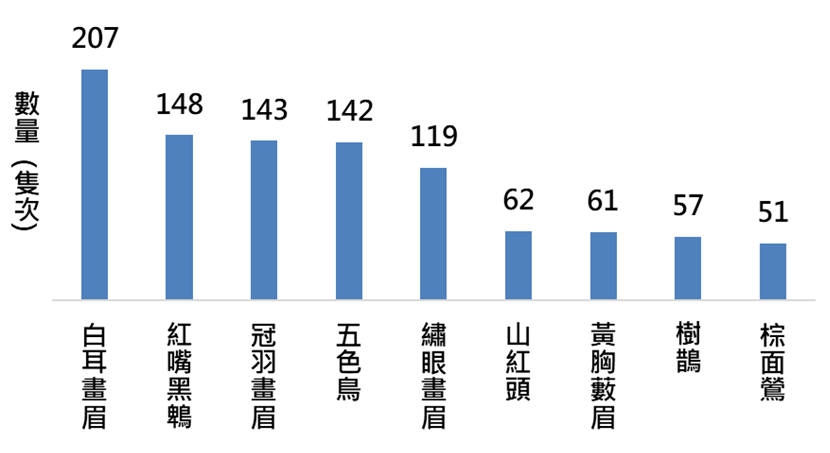 數量(隻次)
207
148
143
142
119
62
61
57
51
白耳畫眉
紅嘴黑鵯
冠羽畫眉
五色鳥
繡眼畫眉
山紅頭
黃胸藪眉
樹鵲
棕面鶯